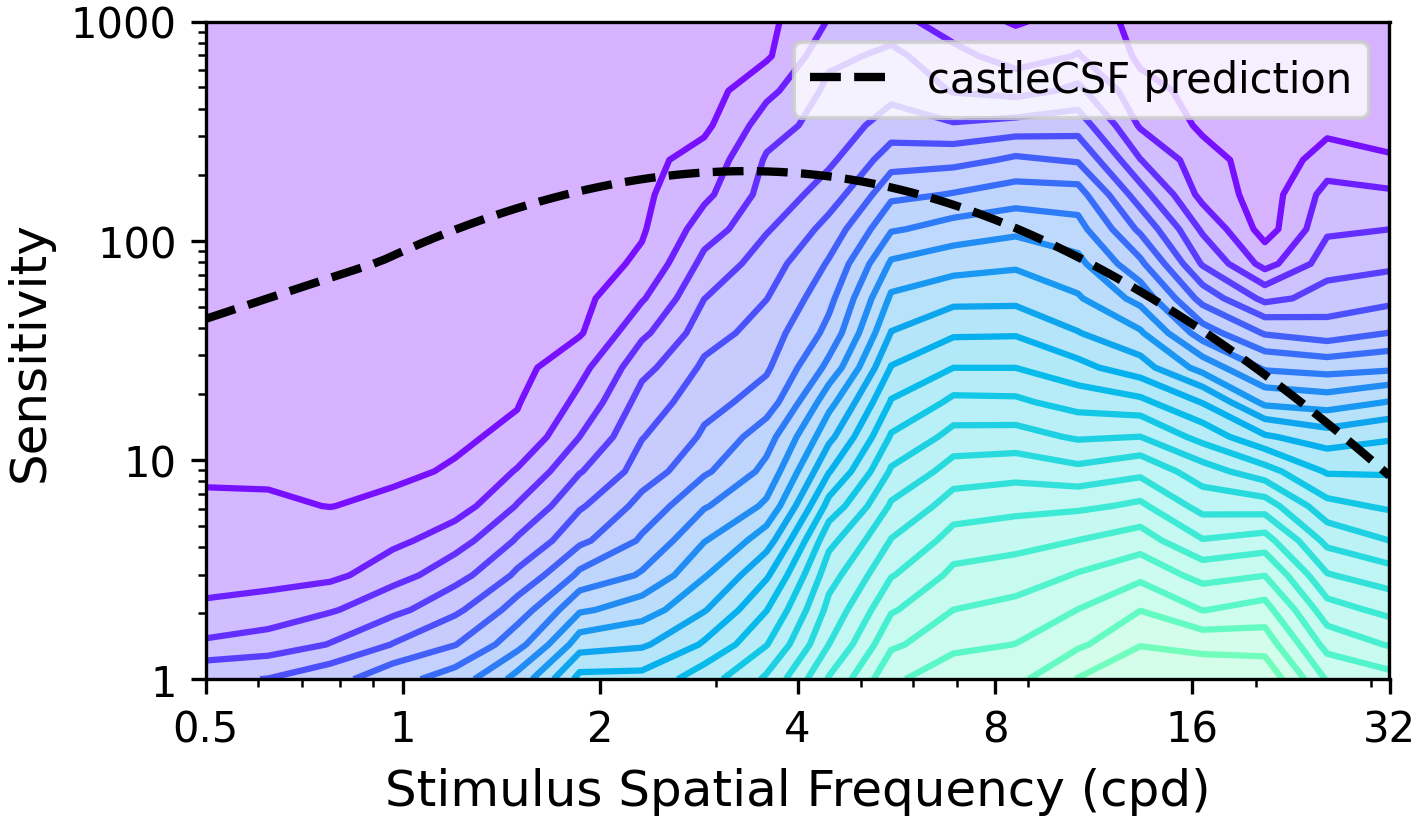 1000
100
10
1
Sensitivity
castleCSF prediction
0.5 1 2 4 8 16 32
Stimulus Spatial Frequency (cpd)